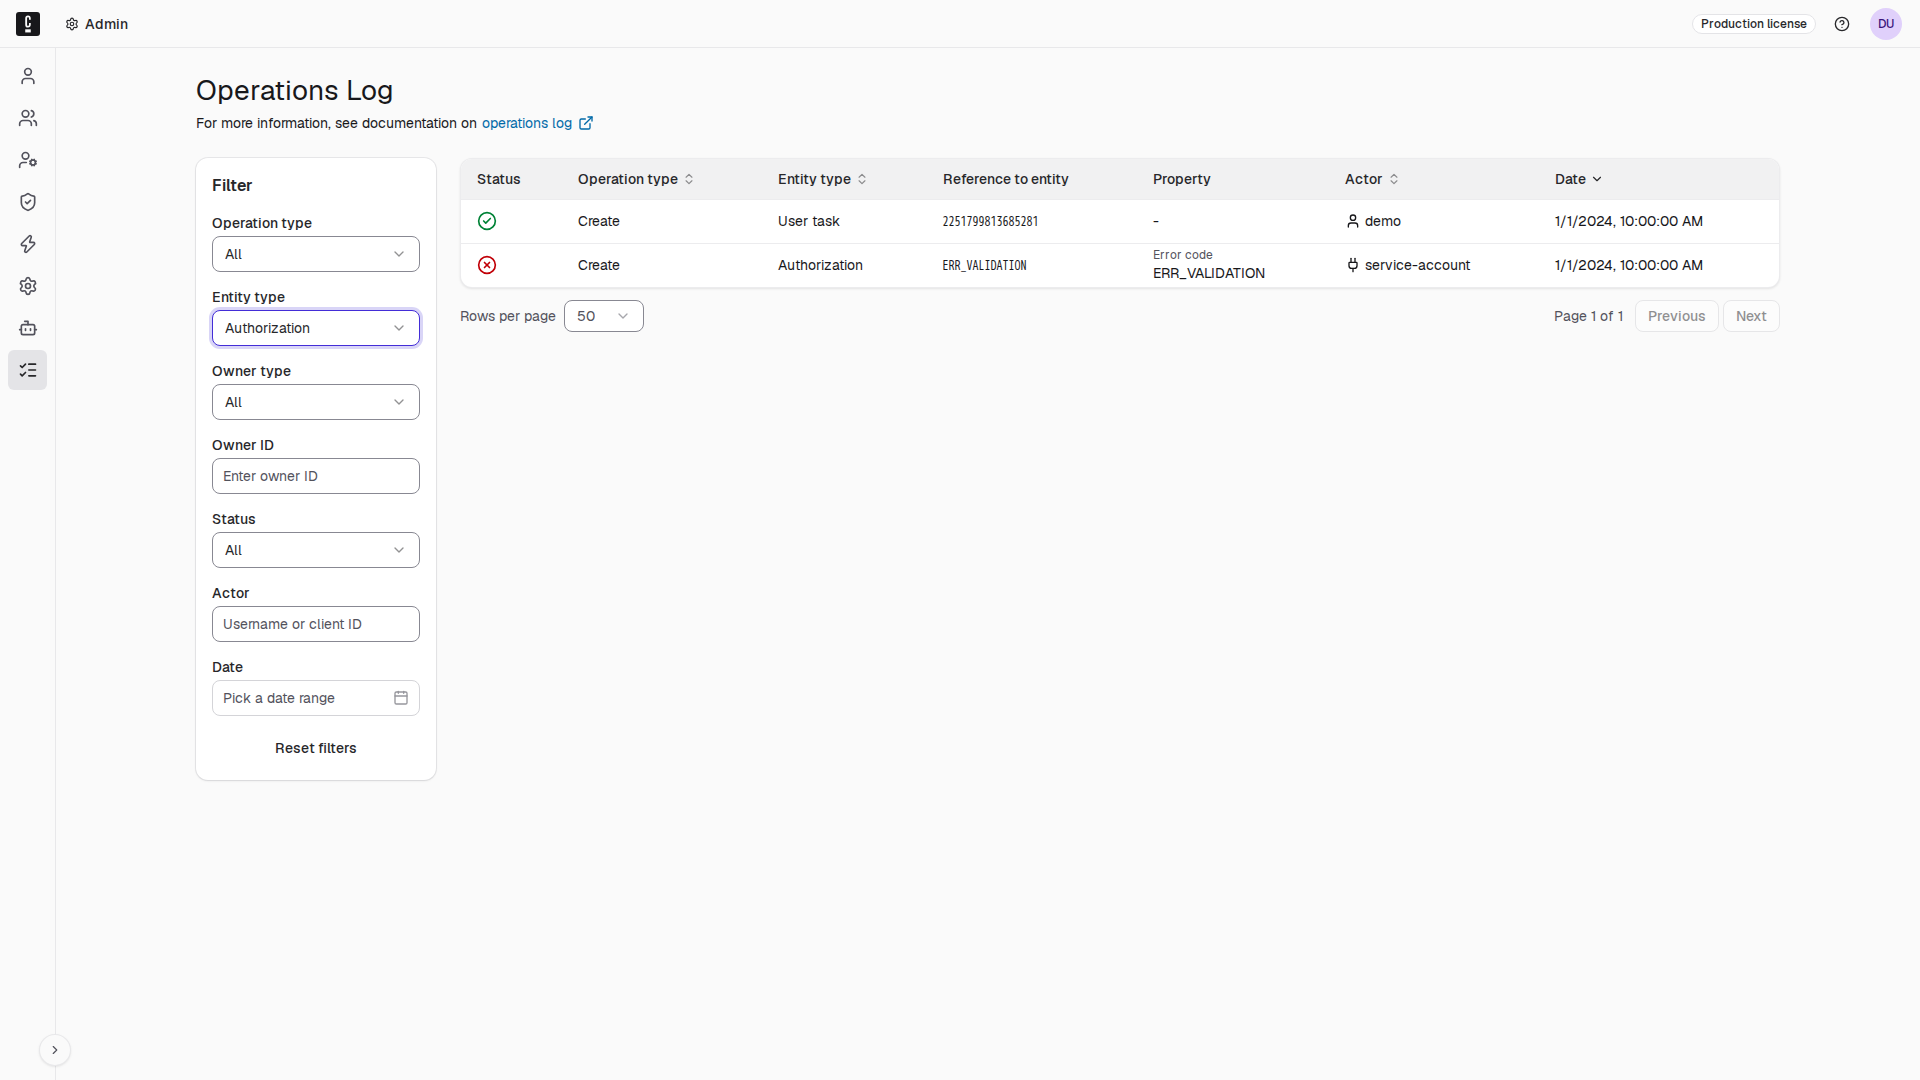 Admin
Production license
DU
Operations Log
For more information, see documentation on operations log
Filter
Operation type
All
Entity type
Authorization
Owner type
All
Owner ID
Enter owner ID
Status
All
Actor
Username or client ID
Date
Pick a date range
Reset filters
Status Operation type Entity type Reference to entity Property Actor Date
Create User task 2251799813685281 - demo 1/1/2024, 10:00:00 AM
Create Authorization ERR_VALIDATION Error code ERR_VALIDATION service-account 1/1/2024, 10:00:00 AM
Rows per page 50 Page 1 of 1 Previous Next